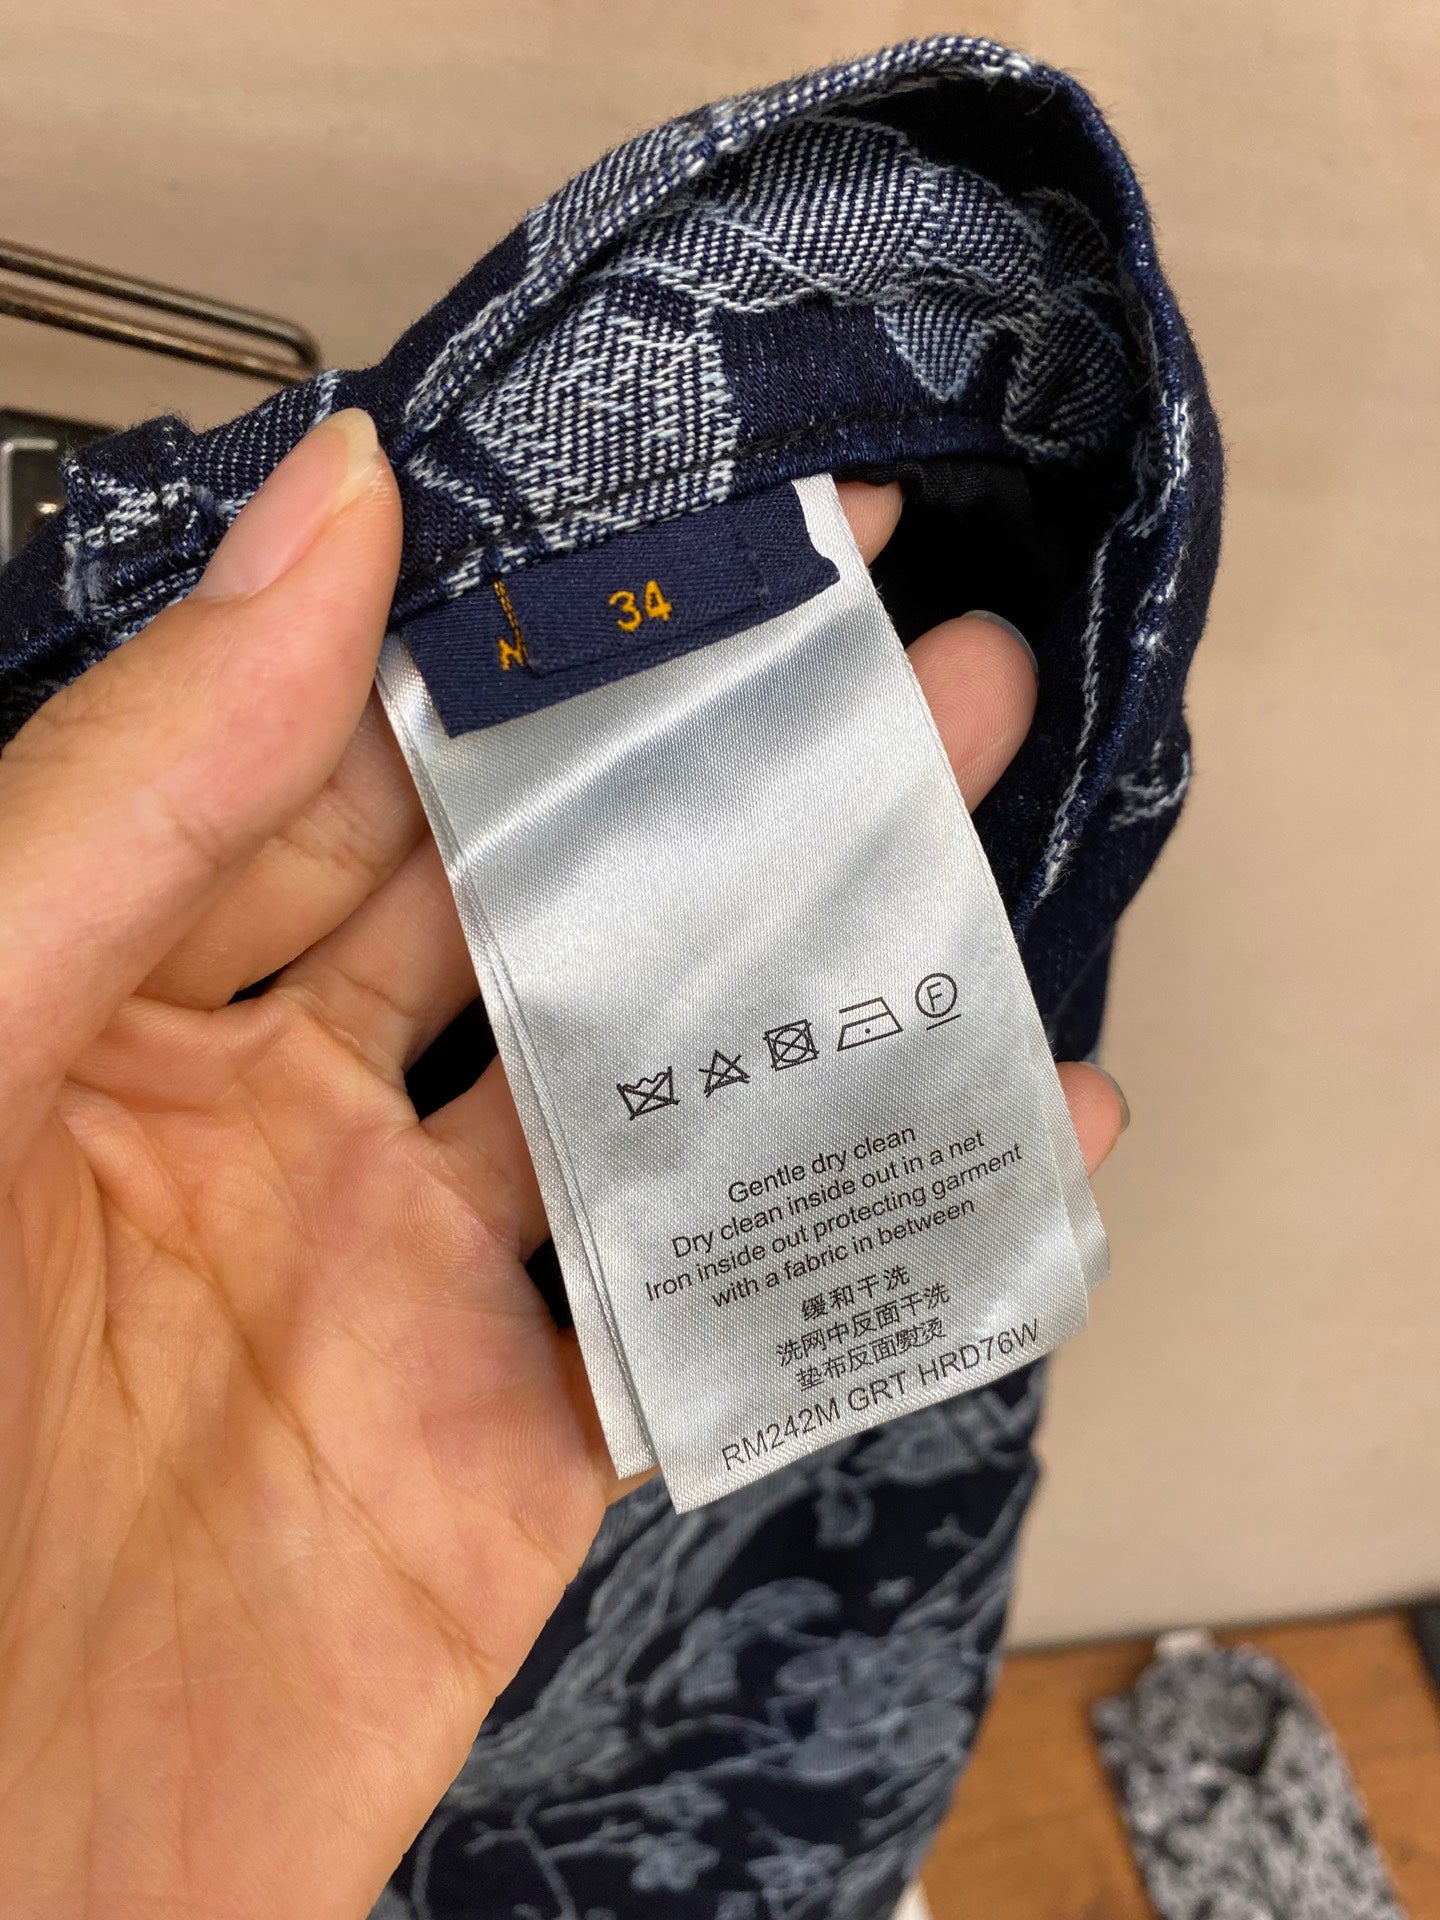 34
F
Gentle dry clean
Dry clean inside out in a net
Iron inside out protecting garment
with a fabric in between
缓和干洗
洗网中反面干洗
垫布反面熨烫
RM242M GRT HRD76W